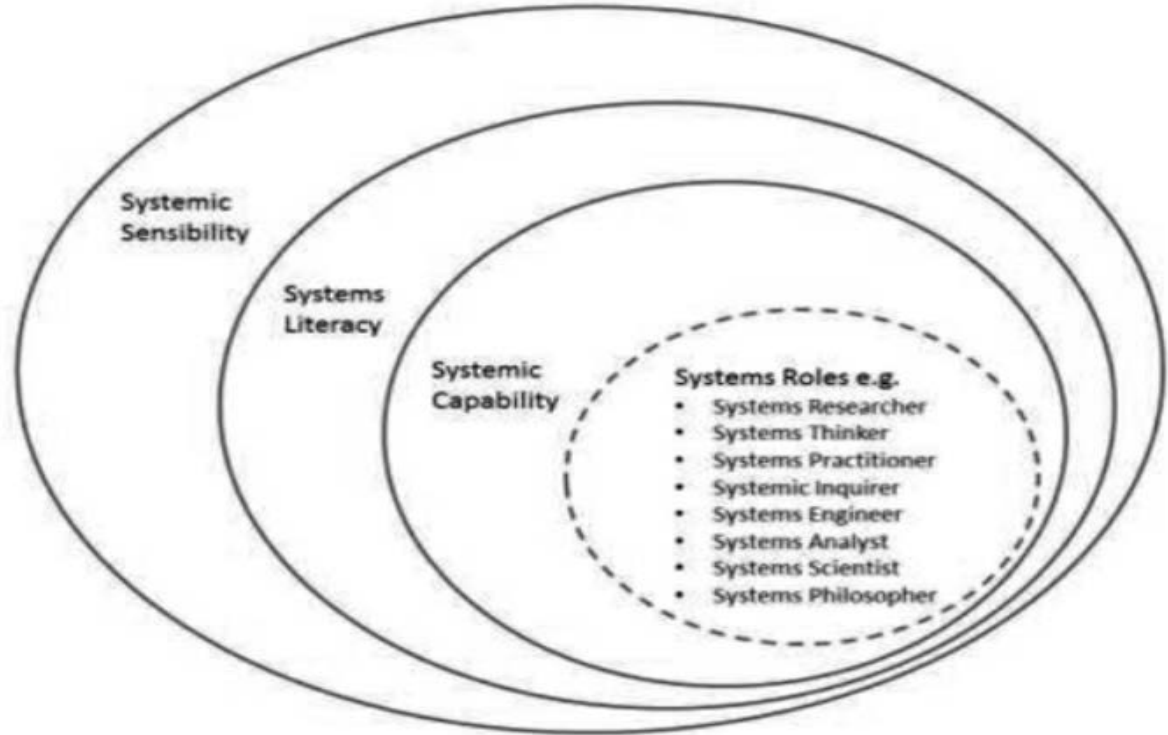 Systemic
Sensibility
Systems
Literacy
Systemic
Capability
Systems Roles e.g.
• Systems Researcher
• Systems Thinker
• Systems Practitioner
• Systemic Inquirer
• Systems Engineer
• Systems Analyst
• Systems Scientist
• Systems Philosopher